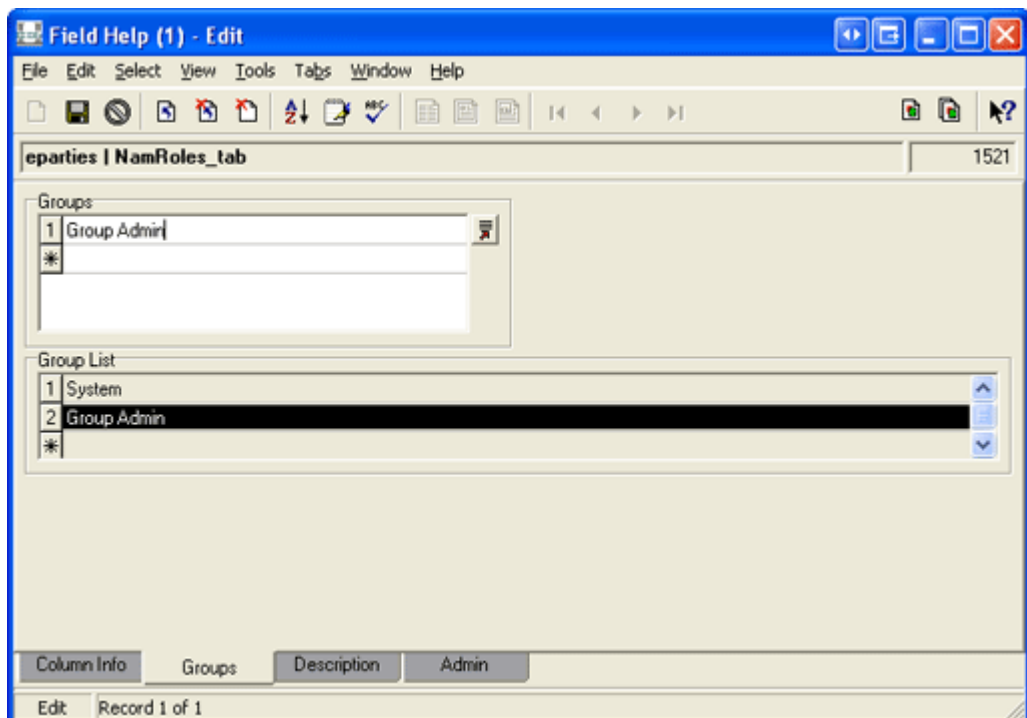 Field Help (1) - Edit
File Edit Select View Tools Tabs Window Help
eparties | NamRoles_tab 1521
Groups
1 Group Admin
*
Group List
1 System
2 Group Admin
*
Column Info Groups Description Admin
Edit Record 1 of 1